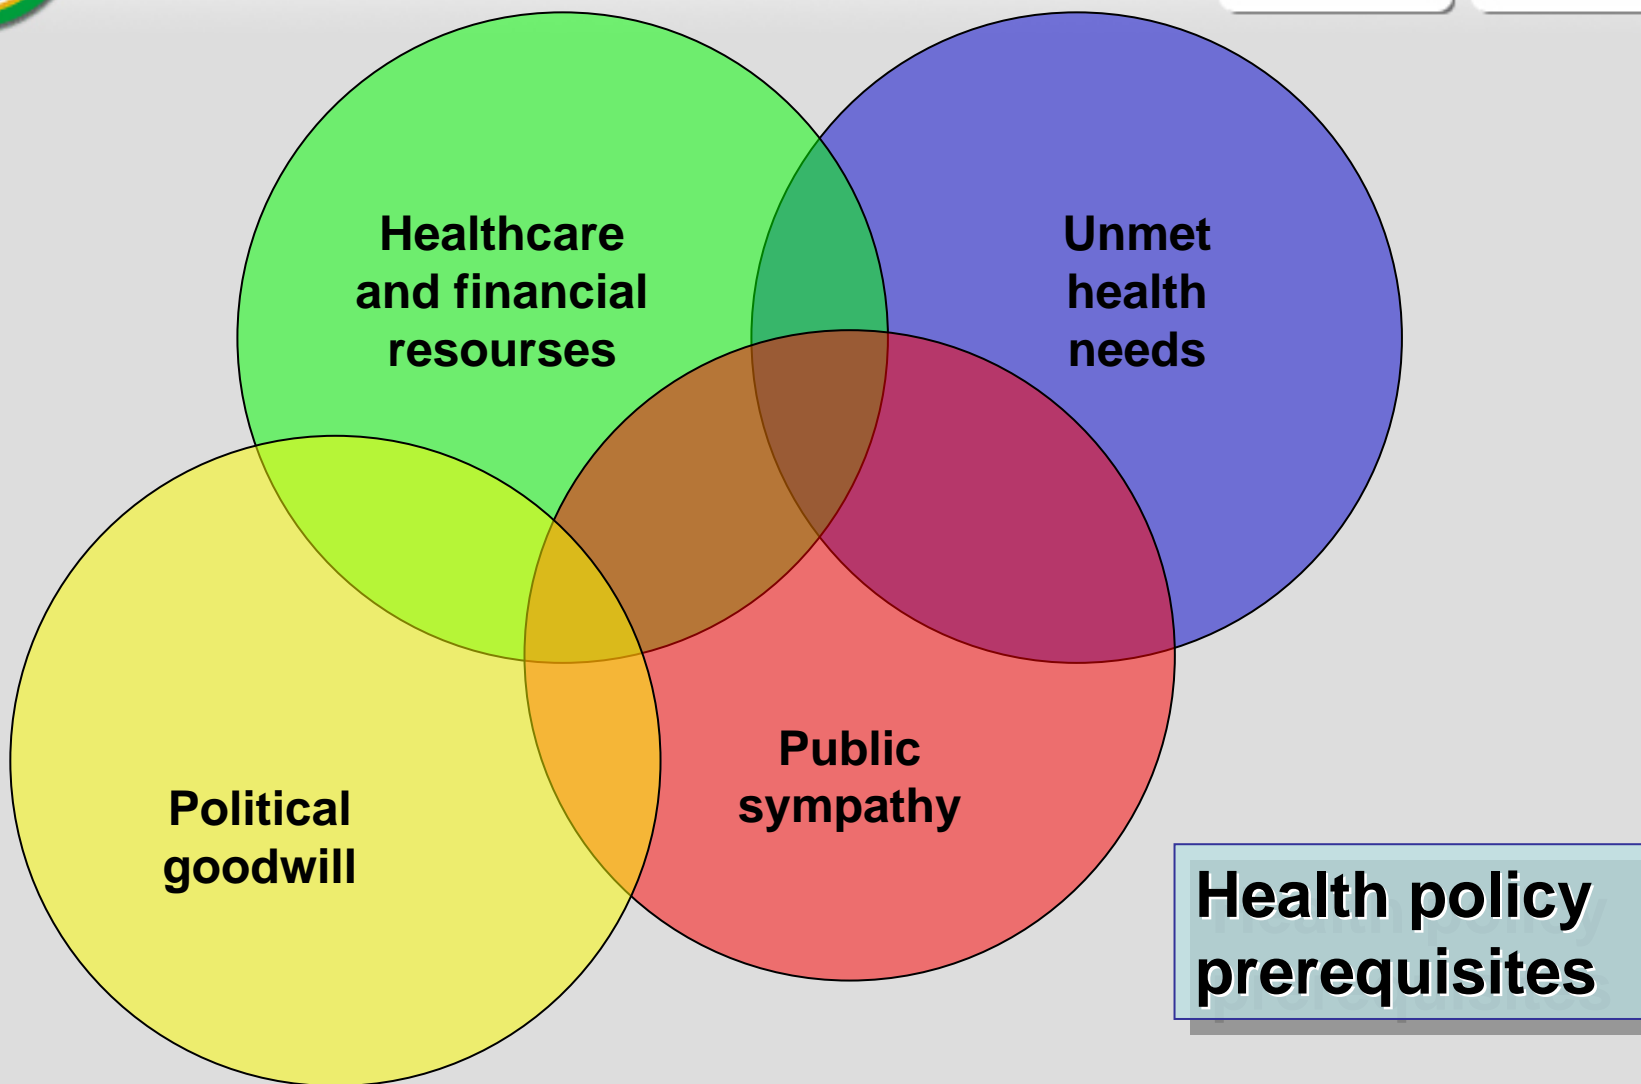 Healthcare
and financial
resourses
Unmet
health
needs
Political
goodwill
Public
sympathy
Health policy
prerequisites